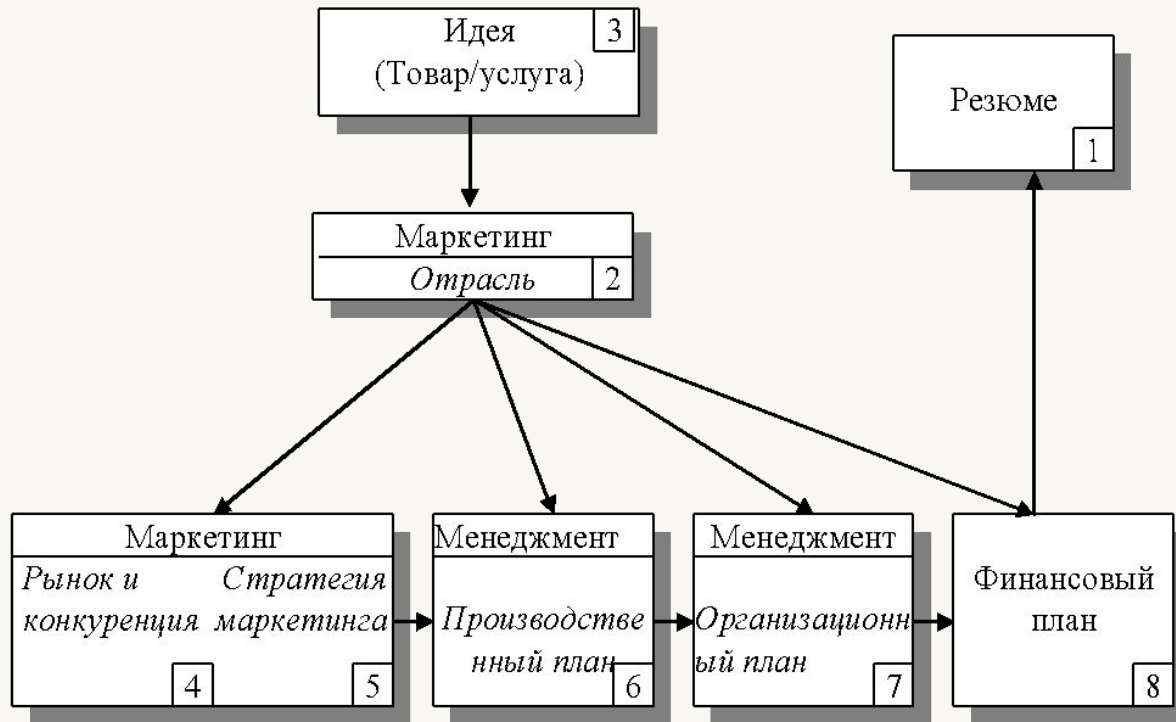 Идея 3
(Товар/услуга)
Резюме
1
Маркетинг
Отрасль 2
Маркетинг
Рынок и Стратегия
конкуренция маркетинга
4 5
Менеджмент
Производстве
нный план
6
Менеджмент
Организационн
ый план
7
Финансовый
план
8